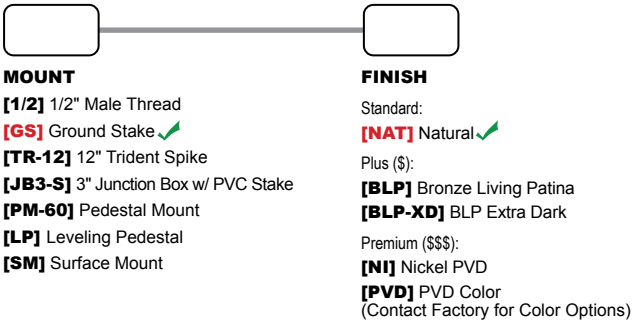 MOUNT
[1/2] 1/2" Male Thread
[GS] Ground Stake
[TR-12] 12" Trident Spike
[JB3-S] 3" Junction Box w/ PVC Stake
[PM-60] Pedestal Mount
[LP] Leveling Pedestal
[SM] Surface Mount
FINISH
Standard:
[NAT] Natural
Plus ($):
[BLP] Bronze Living Patina
[BLP-XD] BLP Extra Dark
Premium ($$$):
[NI] Nickel PVD
[PVD] PVD Color
(Contact Factory for Color Options)